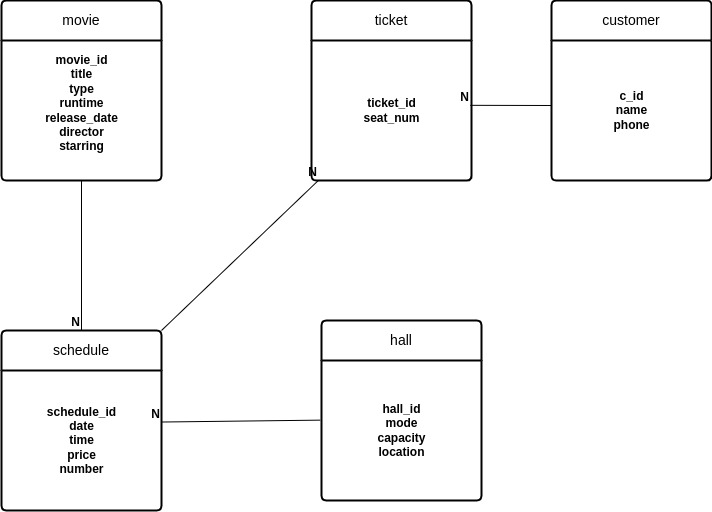 movie
movie_id
title
type
runtime
release_date
director
starring
ticket
ticket_id
seat_num
N
N
customer
c_id
name
phone
N
schedule
schedule_id
date
time
price
number
N
hall
hall_id
mode
capacity
location